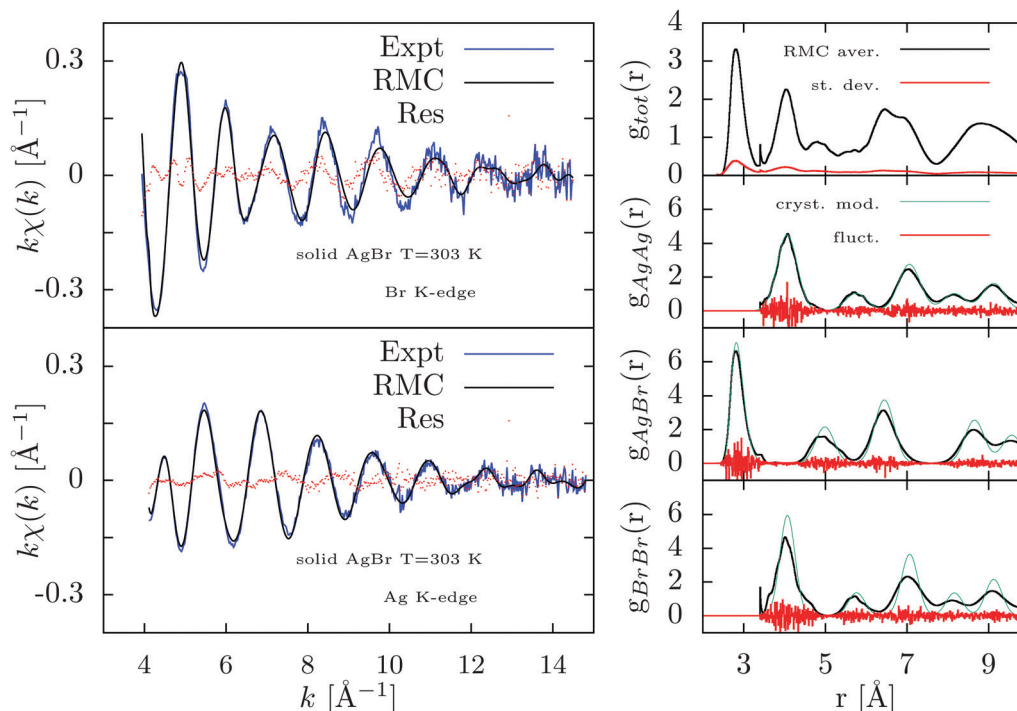 0.3
0
-0.3
kχ(k) [Å⁻¹]
Expt
RMC
Res
solid AgBr T=303 K
Br K-edge
0.3
0
-0.3
kχ(k) [Å⁻¹]
Expt
RMC
Res
solid AgBr T=303 K
Ag K-edge
4 6 8 10 12 14
k [Å⁻¹]
4
3
2
1
0
g_tot(r)
RMC aver.
st. dev.
6
4
2
0
g_AgAg(r)
cryst. mod.
fluct.
6
4
2
0
g_AgBr(r)
6
4
2
0
g_BrBr(r)
3 5 7 9
r [Å]